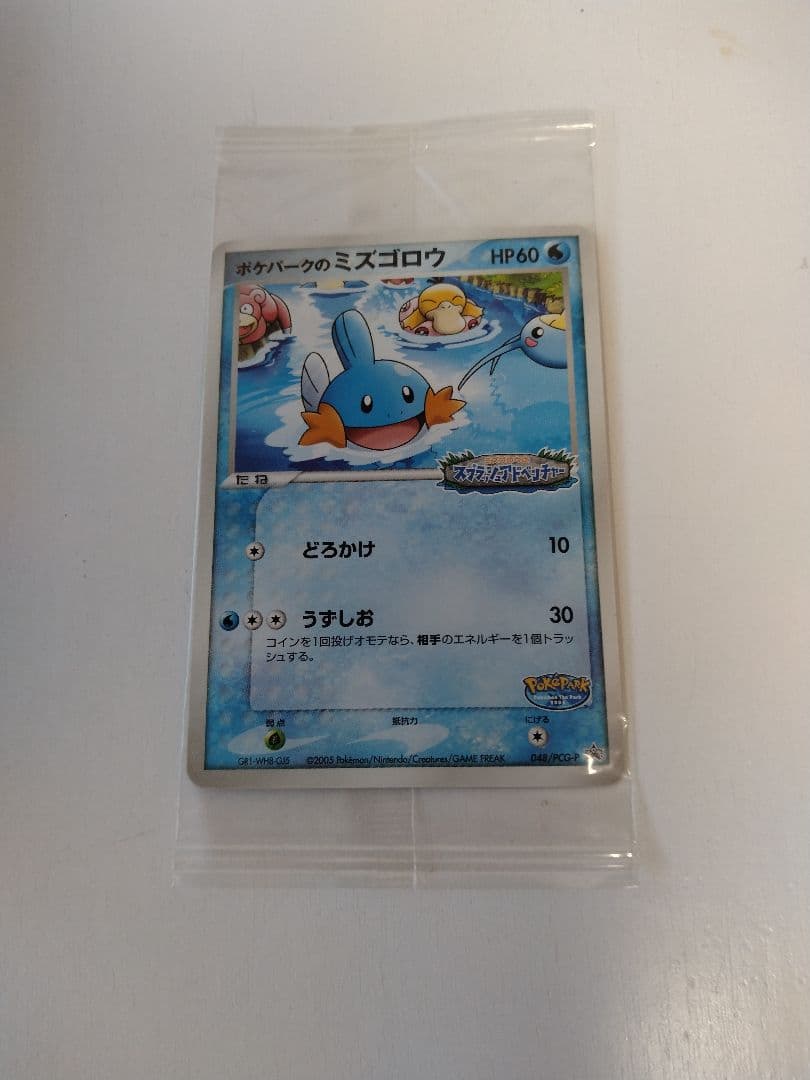 ポケパークのミズゴロウ HP60
スプラッシュアドベンチャー
たね
どろかけ 10
うずしお 30
コインを1回投げオモテなら、相手のエネルギーを1個トラッ
シュする。
POKÉPARK
弱点 抵抗力 にげる
GR1-WH8-GJ5 ©2005 Pokémon/Nintendo/Creatures/GAME FREAK 048/PCG-P